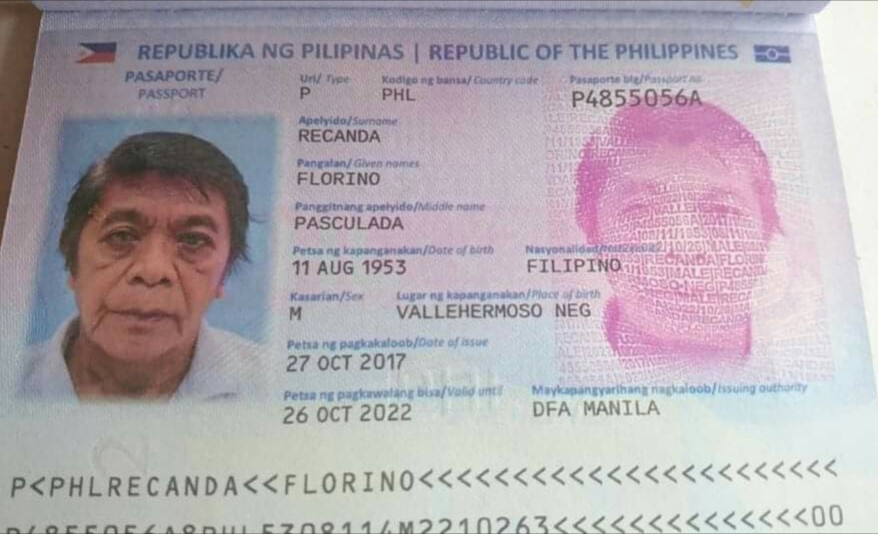 REPUBLIKA NG PILIPINAS | REPUBLIC OF THE PHILIPPINES
PASAPORTE/
PASSPORT
Uri/ Type Kodigo ng bansa/ Country code Pasaporte blg/Passport no.
P PHL P4855056A
Apelyido/Surname
RECANDA
Pangalan/Given names
FLORINO
Panggitnang apelyido/Middle name
PASCULADA
Petsa ng kapanganakan/Date of birth Nasyonalidad/
11 AUG 1953 FILIPINO
Kasarian/Sex Lugar ng kapanganakan/Place of birth
M VALLEHERMOSO NEG
Petsa ng pagkakaloob/Date of issue
27 OCT 2017
Petsa ng pagkawalang bisa/Valid until Maykapangyarihang nagkaloob/Issuing authority
26 OCT 2022 DFA MANILA
P<PHLRECANDA<<FLORINO<<<<<<<<<<<<<<<<<<<<<<<
P4855056A8PHL5308114M2210263<<<<<<<<<<<<<<00